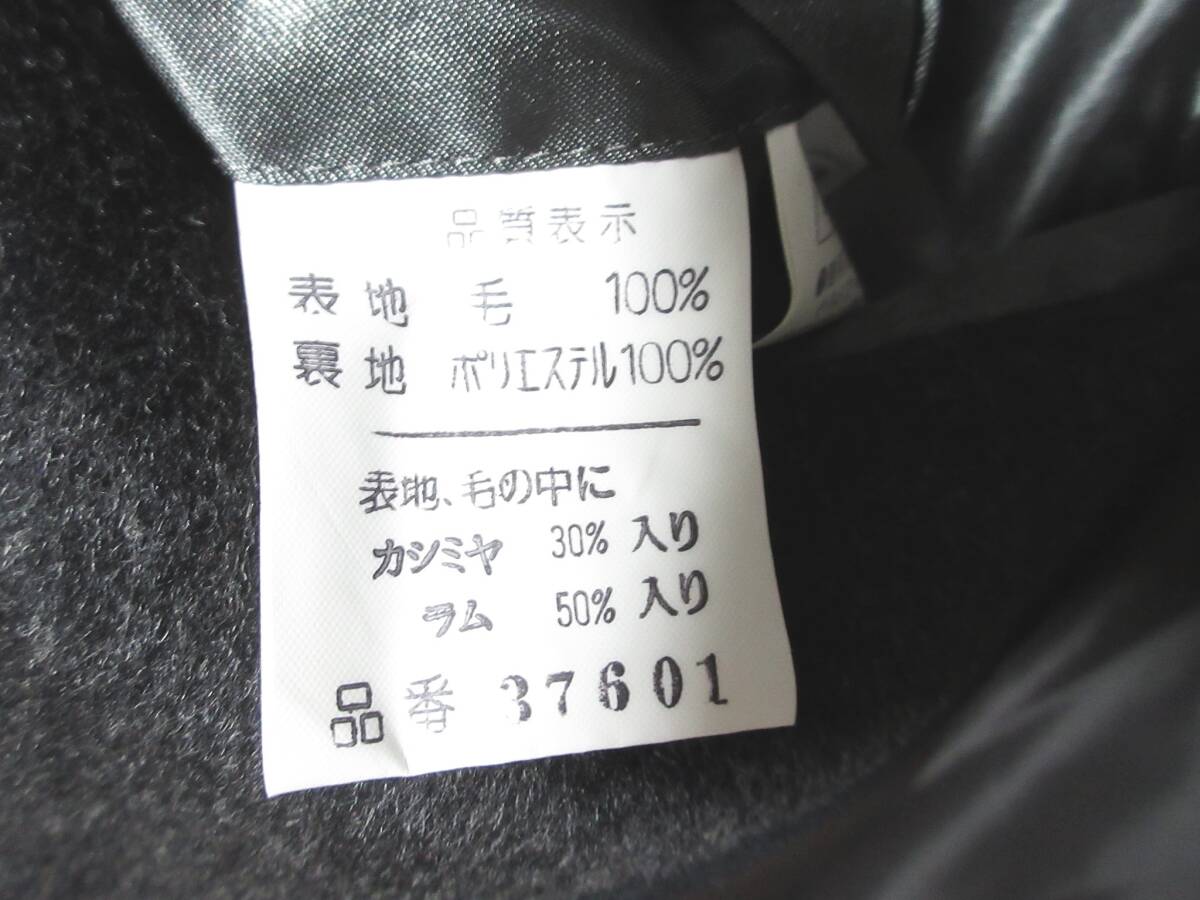 品質表示
表地 毛 100%
裏地 ポリエステル100%
表地、毛の中に
カシミヤ 30% 入り
ラム 50% 入り
品番 37601